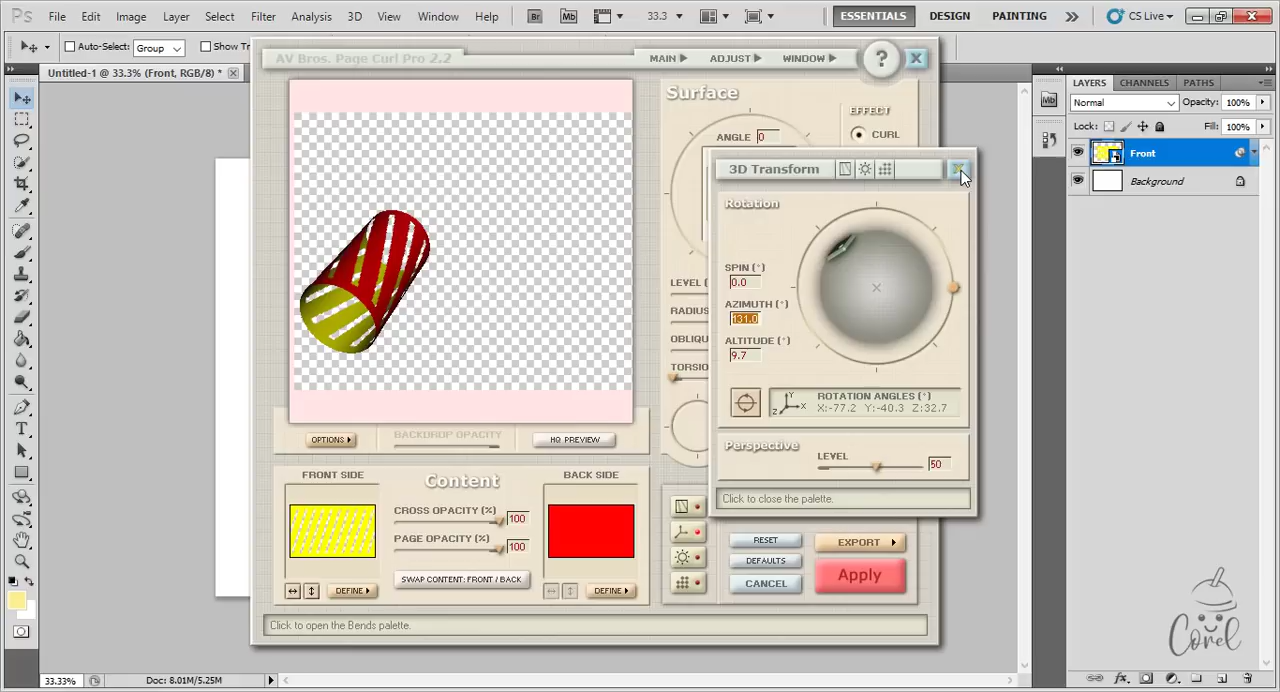 Ps File Edit Image Layer Select Filter Analysis 3D View Window Help Br Mb 33.3 ESSENTIALS DESIGN PAINTING CS Live
Auto-Select: Group Show Tr
Untitled-1 @ 33.3% (Front, RGB/8) *
AV Bros. Page Curl Pro 2.2 MAIN ADJUST WINDOW ?
Surface
EFFECT
ANGLE 0 CURL
3D Transform
Rotation
LEVEL (
RADIUS
OBLIQU
TORSIO
SPIN (°)
0.0
AZIMUTH (°)
131.0
ALTITUDE (°)
9.7
ROTATION ANGLES (°)
X:-77.2 Y:-40.3 Z:32.7
Y
X
Z
Perspective
LEVEL 50
Click to close the palette.
OPTIONS BACKDROP OPACITY HQ PREVIEW
FRONT SIDE Content BACK SIDE
CROSS OPACITY (%) 100
PAGE OPACITY (%) 100
SWAP CONTENT: FRONT / BACK
DEFINE DEFINE
RESET
DEFAULTS
CANCEL
EXPORT
Apply
Click to open the Bends palette.
LAYERS CHANNELS PATHS
Normal Opacity: 100%
Lock: Fill: 100%
Front
Background
Mb
T
Corel
33.33% Doc: 8.01M/5.25M
fx